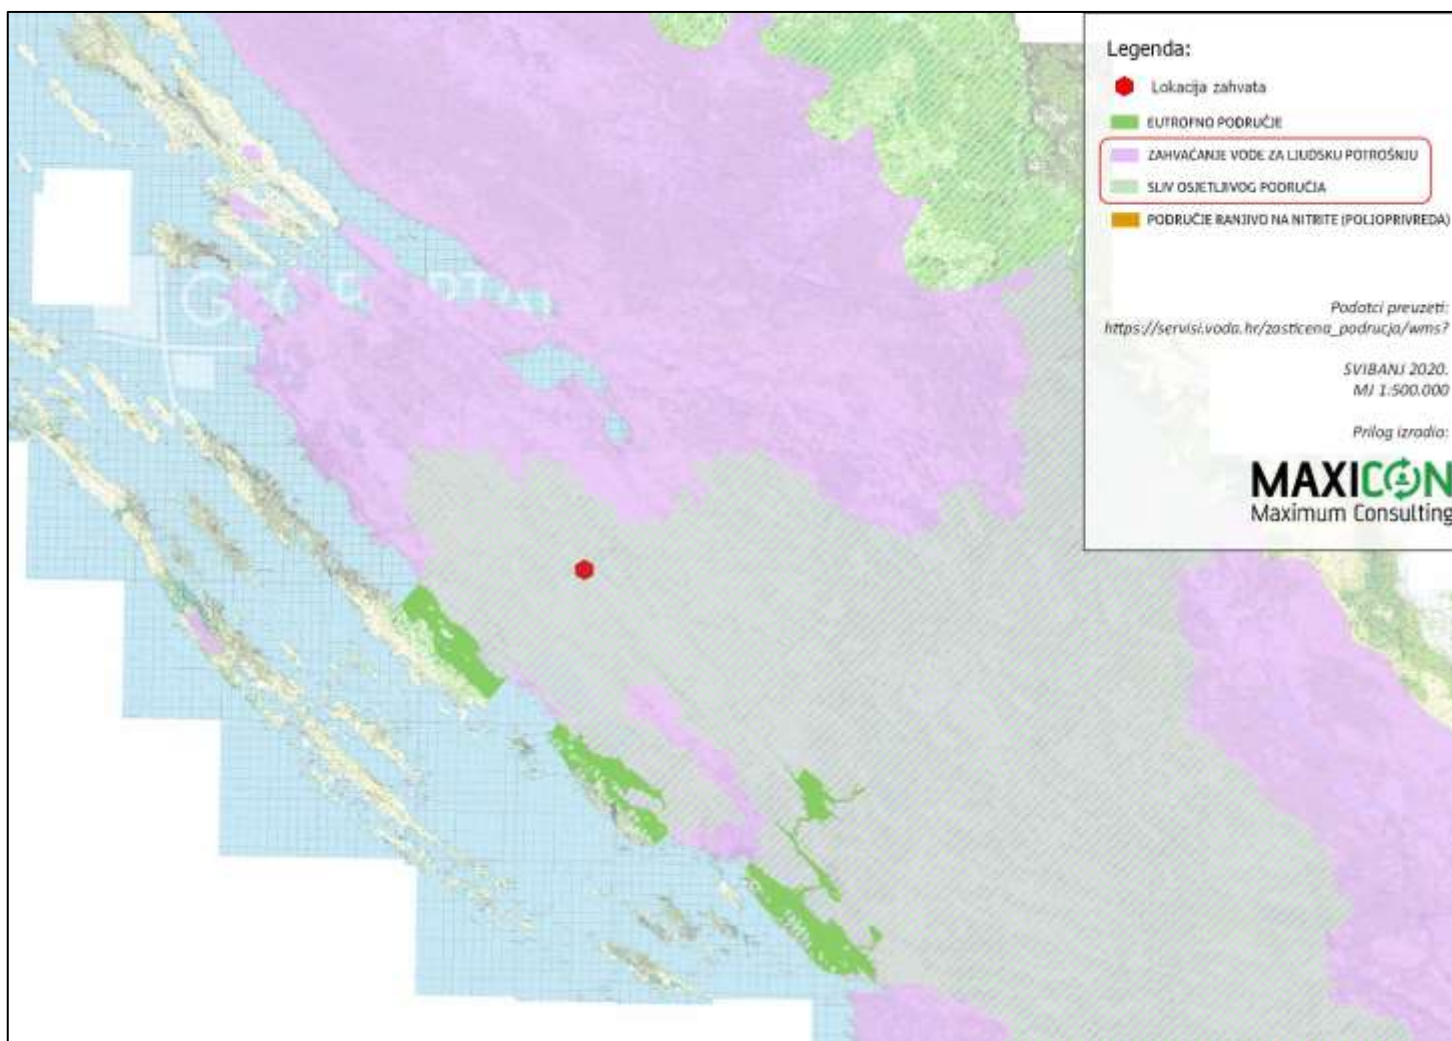 Legenda:
Lokacija zahvata
EUTROFNO PODRUČJE
ZAHVAĆANJE VODE ZA LJUDSKU POTROŠNJU
SLIV OSJETLJIVOG PODRUČJA
PODRUČJE RANJIVO NA NITRITE (POLJOPRIVREDA)
Podatci preuzeti:
https://servisi.voda.hr/zasticena_podrucja/wms?
SVIBANJ 2020.
MJ 1:500.000
Prilog izradio:
MAXICON
Maximum Consulting